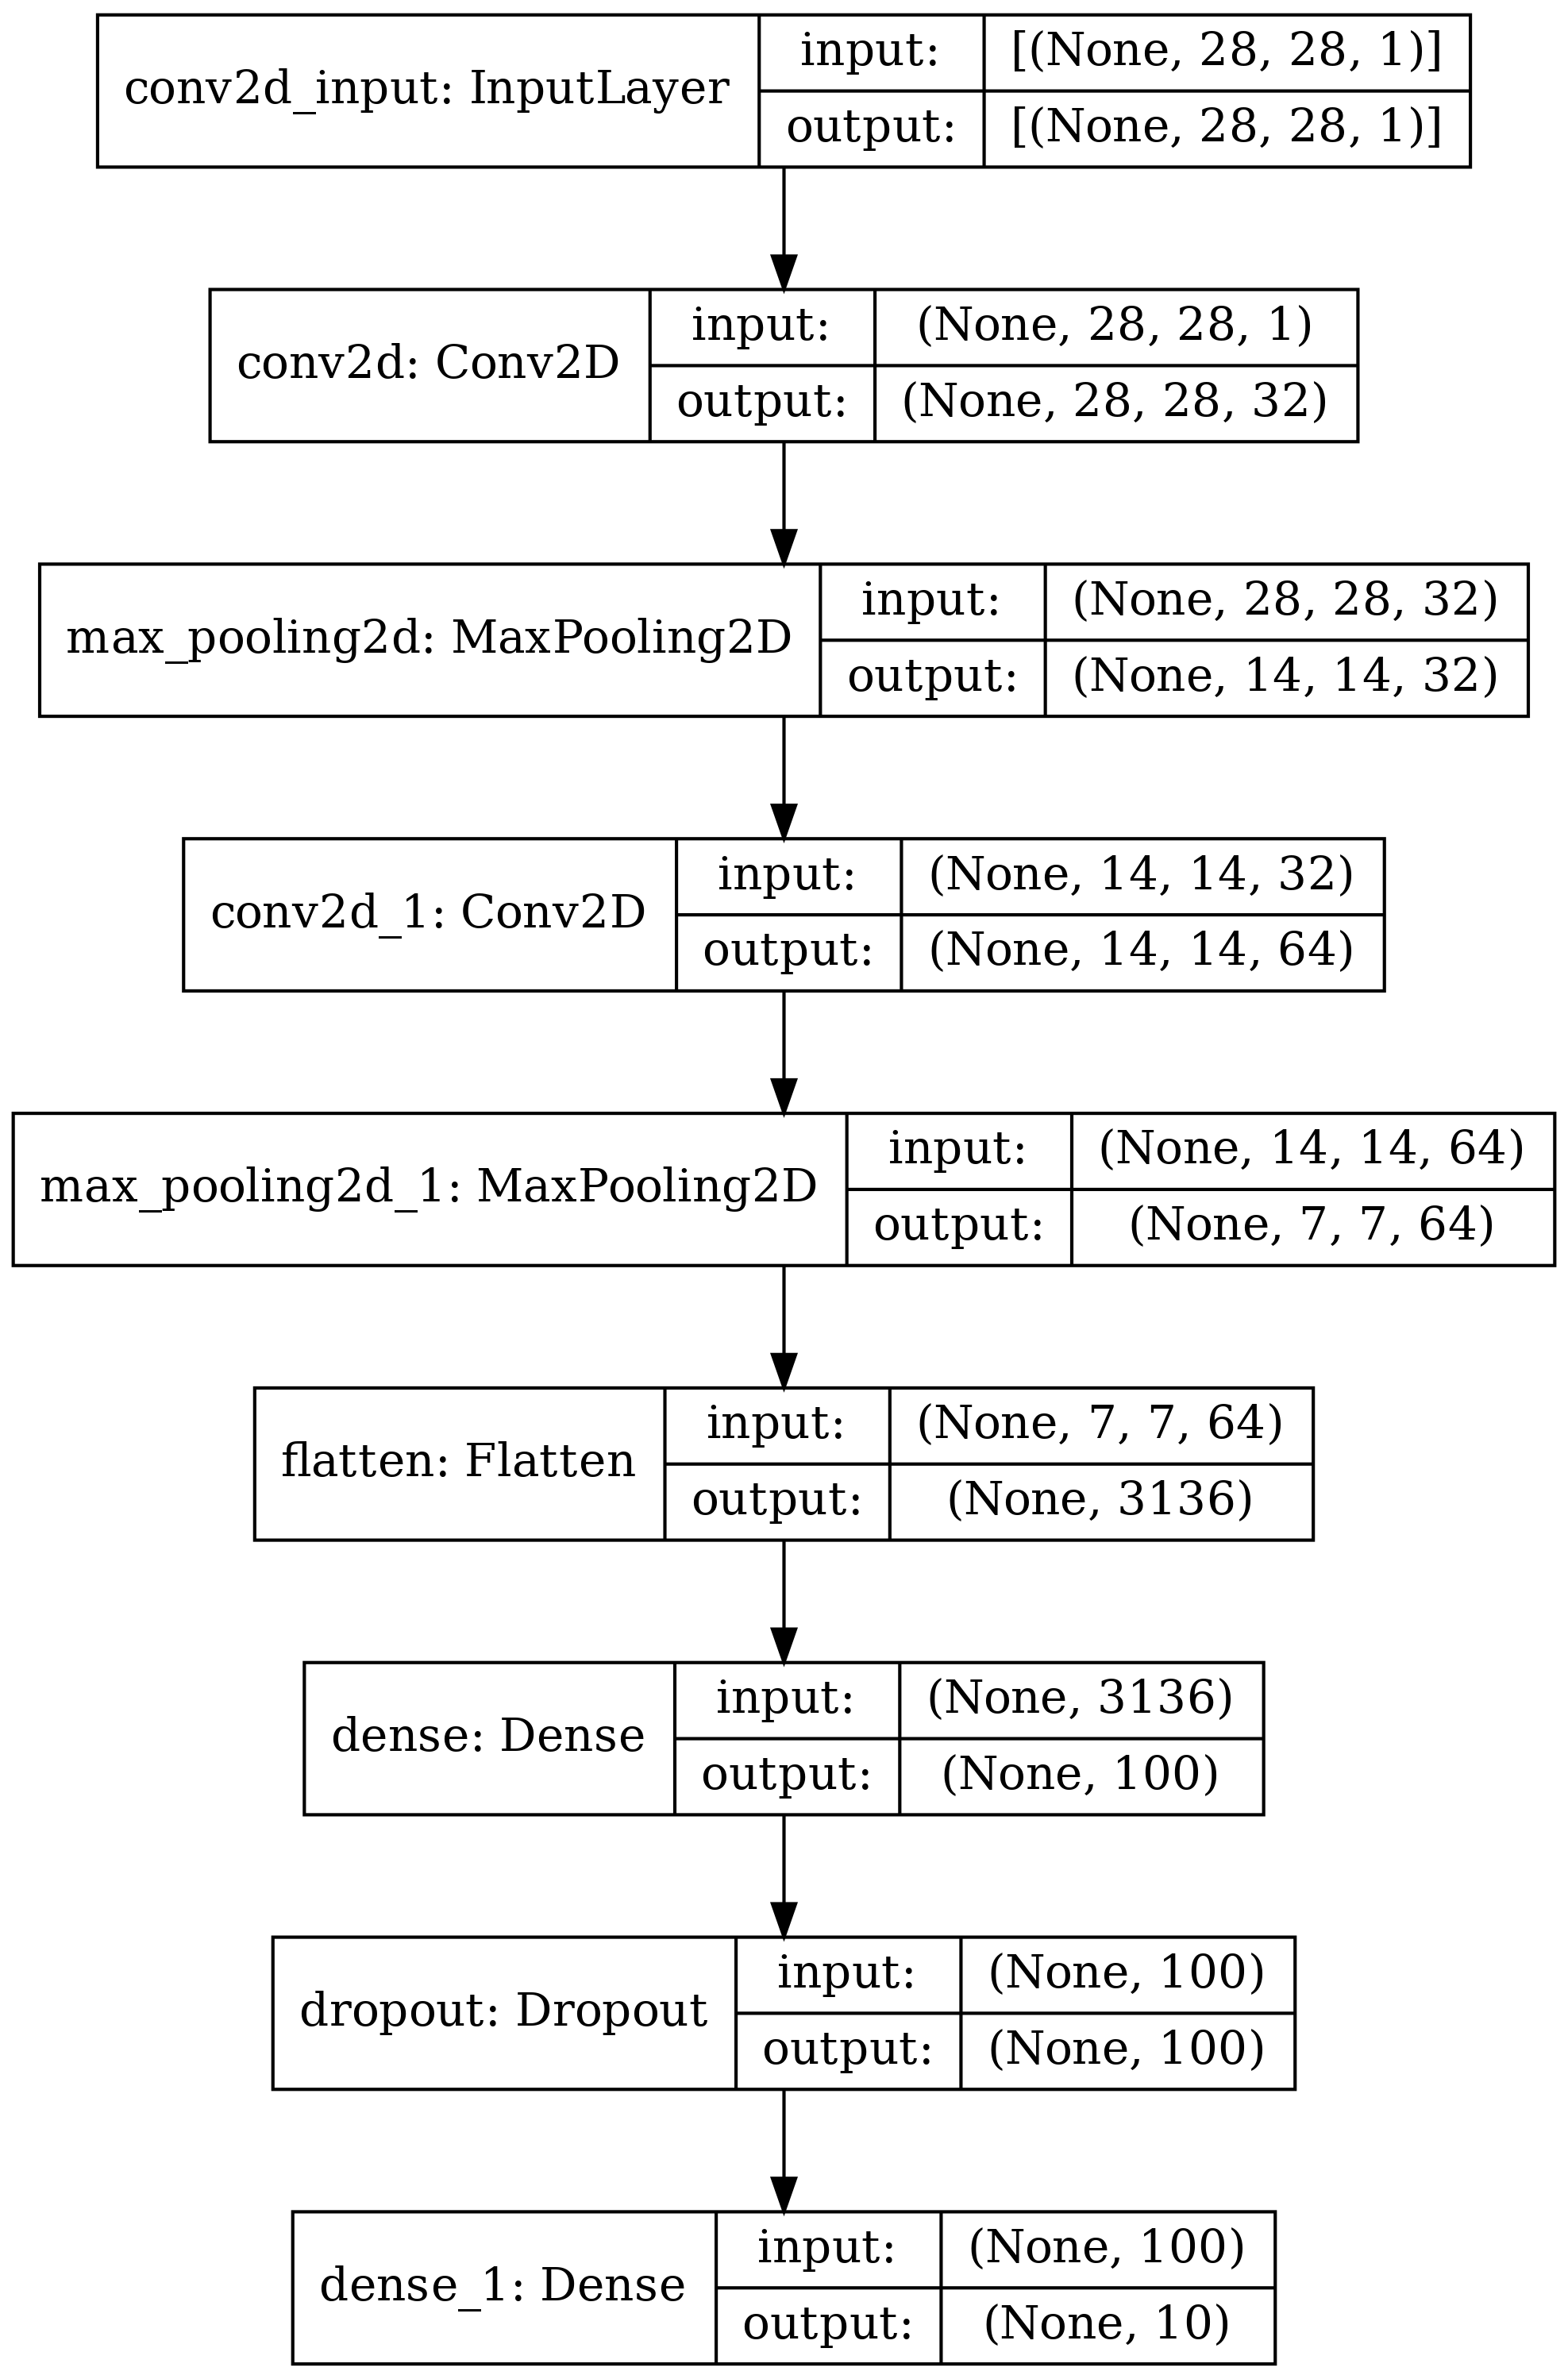 conv2d_input: InputLayer
input:
[(None, 28, 28, 1)]
output:
[(None, 28, 28, 1)]
conv2d: Conv2D
input:
(None, 28, 28, 1)
output:
(None, 28, 28, 32)
max_pooling2d: MaxPooling2D
input:
(None, 28, 28, 32)
output:
(None, 14, 14, 32)
conv2d_1: Conv2D
input:
(None, 14, 14, 32)
output:
(None, 14, 14, 64)
max_pooling2d_1: MaxPooling2D
input:
(None, 14, 14, 64)
output:
(None, 7, 7, 64)
flatten: Flatten
input:
(None, 7, 7, 64)
output:
(None, 3136)
dense: Dense
input:
(None, 3136)
output:
(None, 100)
dropout: Dropout
input:
(None, 100)
output:
(None, 100)
dense_1: Dense
input:
(None, 100)
output:
(None, 10)